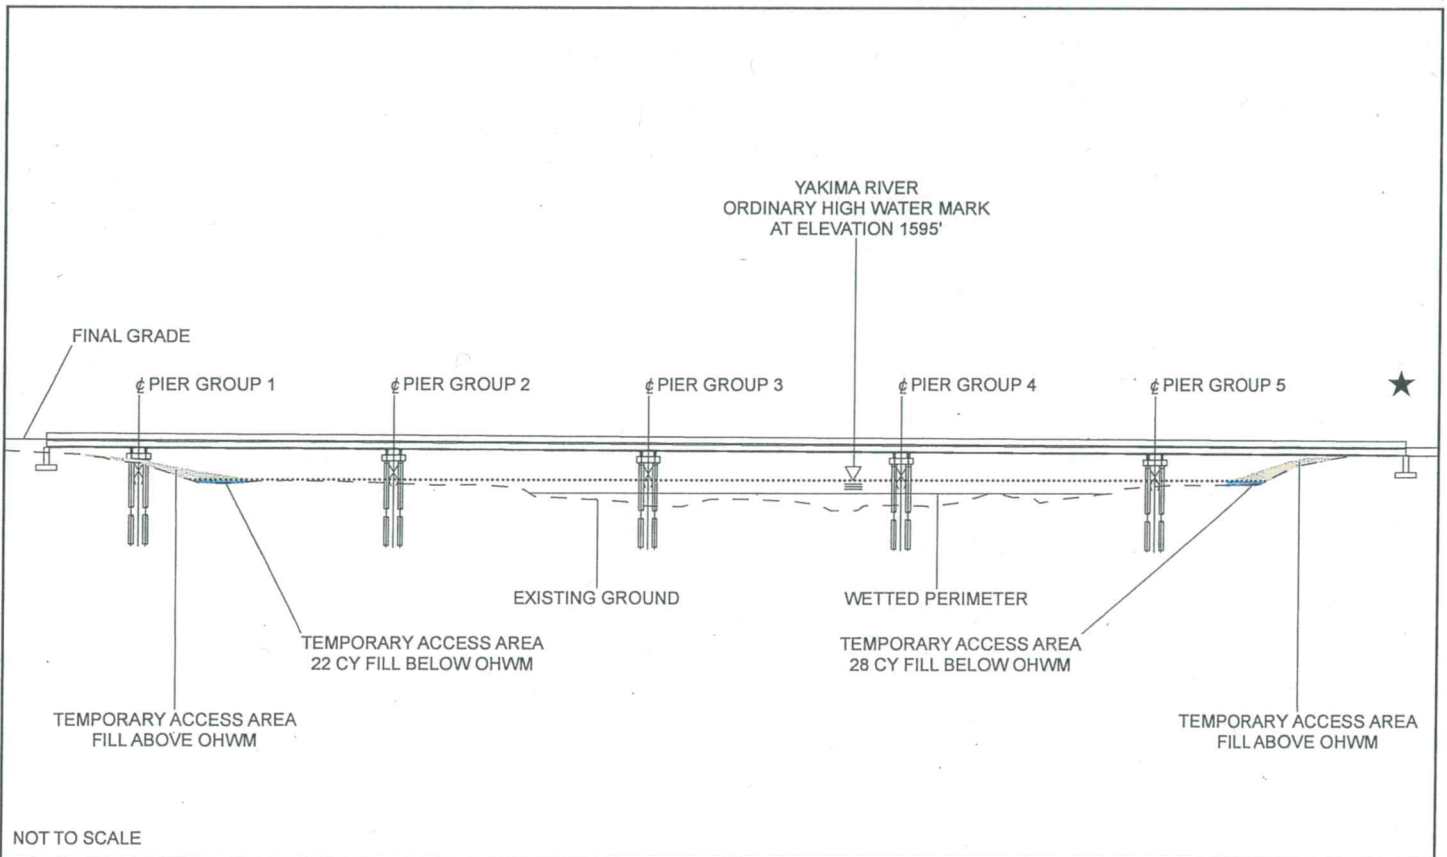 YAKIMA RIVER
ORDINARY HIGH WATER MARK
AT ELEVATION 1595'
FINAL GRADE
℄ PIER GROUP 1
℄ PIER GROUP 2
℄ PIER GROUP 3
℄ PIER GROUP 4
℄ PIER GROUP 5
EXISTING GROUND
WETTED PERIMETER
TEMPORARY ACCESS AREA
22 CY FILL BELOW OHWM
TEMPORARY ACCESS AREA
28 CY FILL BELOW OHWM
TEMPORARY ACCESS AREA
FILL ABOVE OHWM
TEMPORARY ACCESS AREA
FILL ABOVE OHWM
NOT TO SCALE